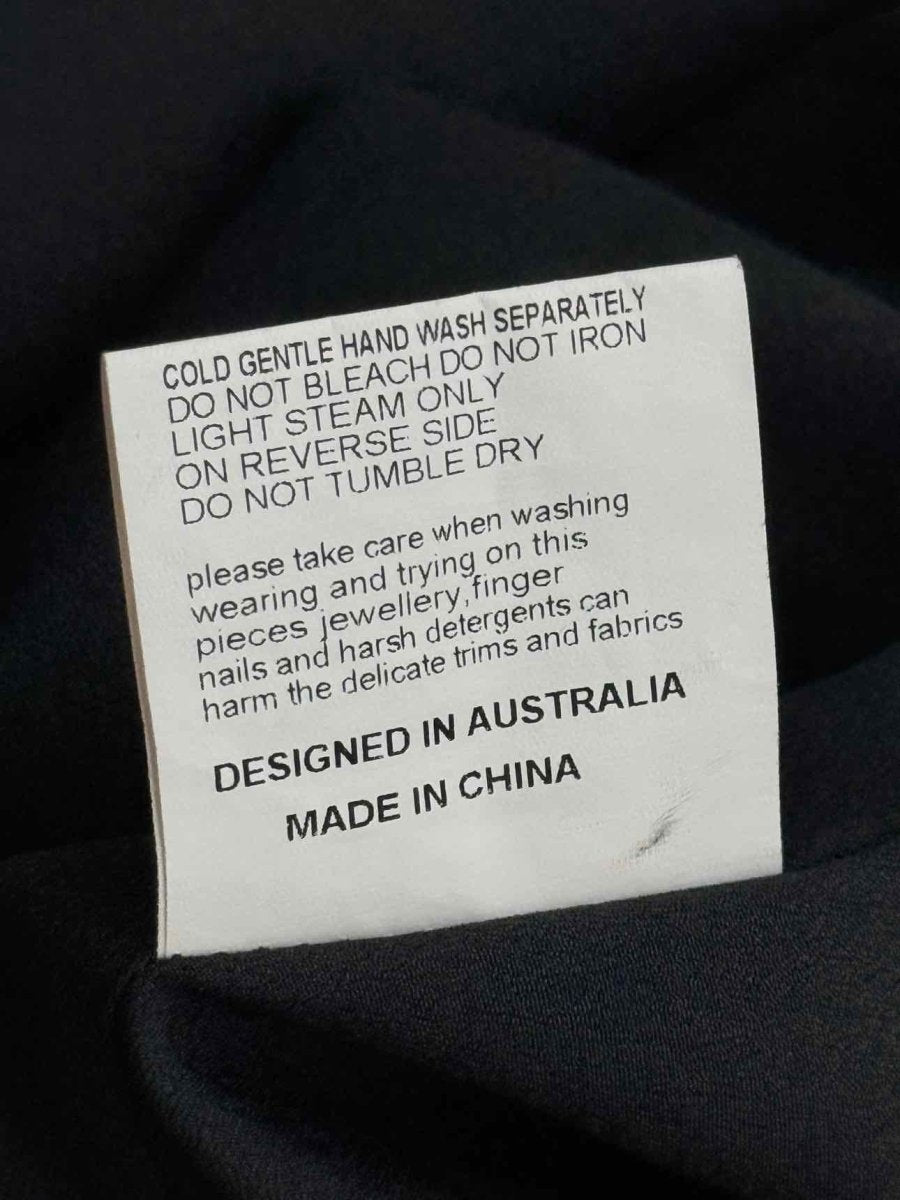 COLD GENTLE HAND WASH SEPARATELY
DO NOT BLEACH DO NOT IRON
LIGHT STEAM ONLY
ON REVERSE SIDE
DO NOT TUMBLE DRY
please take care when washing
wearing and trying on this
pieces jewellery,finger
nails and harsh detergents can
harm the delicate trims and fabrics
DESIGNED IN AUSTRALIA
MADE IN CHINA